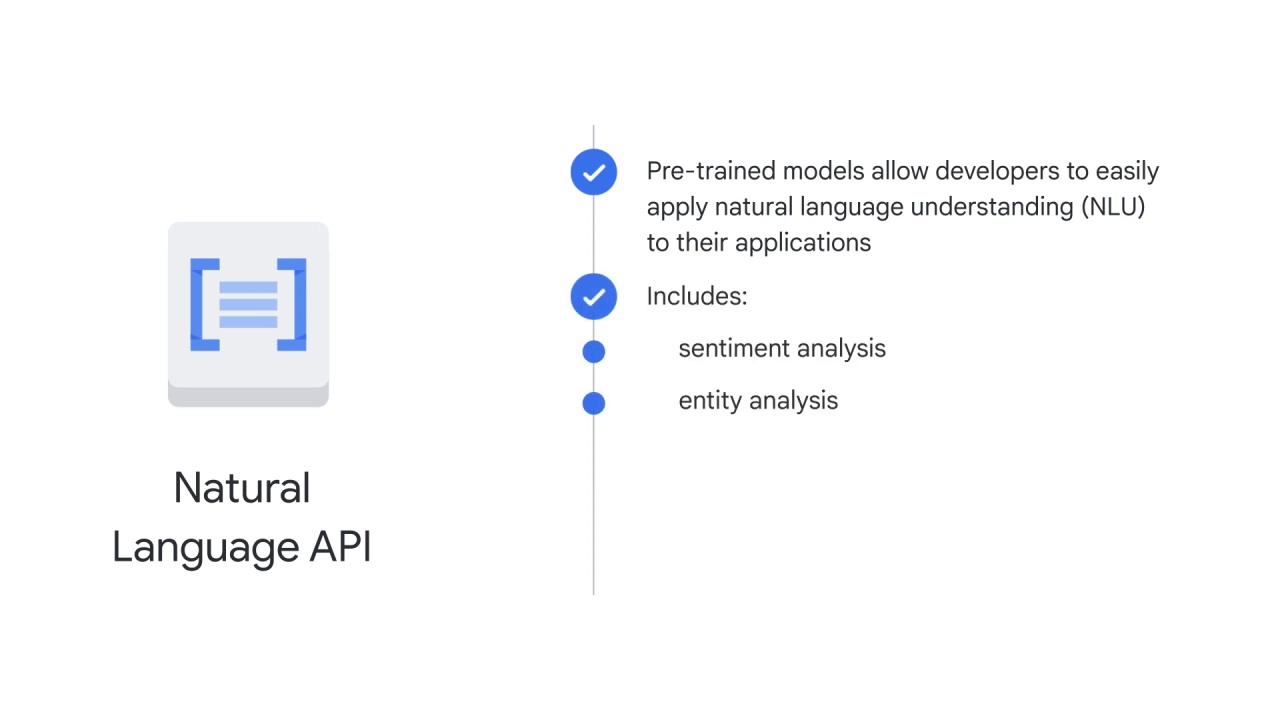 Natural
Language API
Pre-trained models allow developers to easily
apply natural language understanding (NLU)
to their applications
Includes:
sentiment analysis
entity analysis